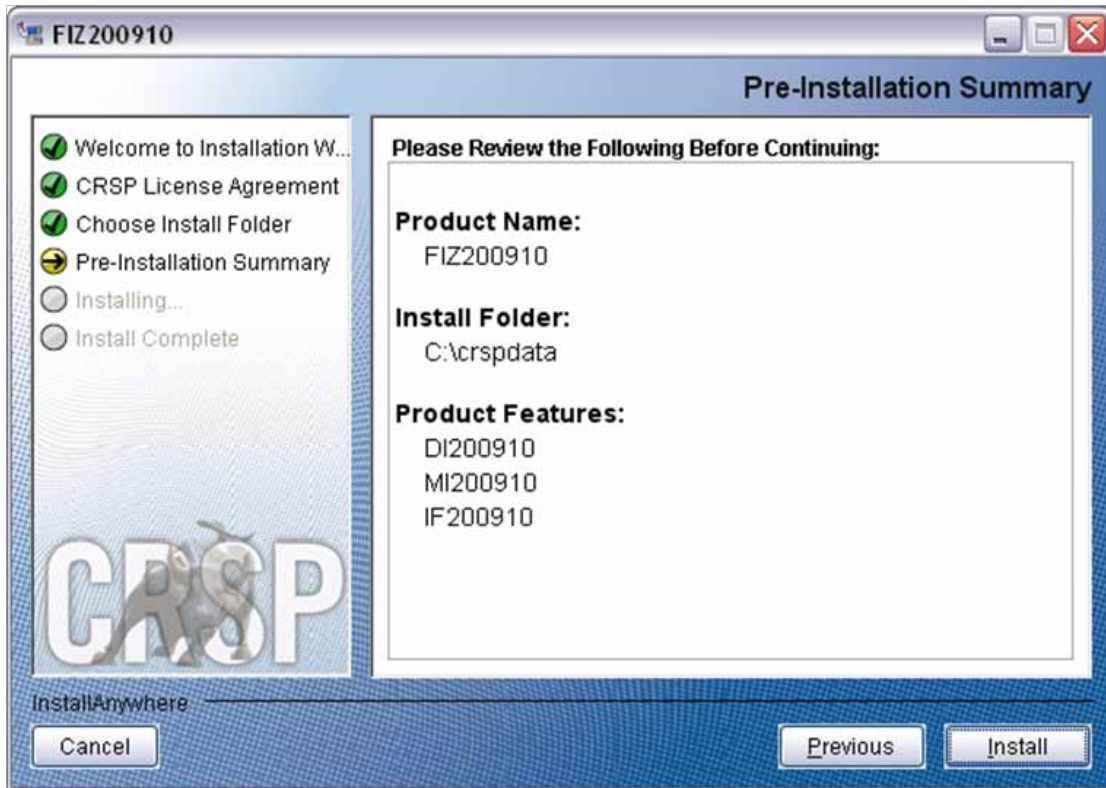 FIZ200910
Pre-Installation Summary
Welcome to Installation W...
CRSP License Agreement
Choose Install Folder
Pre-Installation Summary
Installing...
Install Complete
CRSP
Please Review the Following Before Continuing:
Product Name:
FIZ200910
Install Folder:
C:\crspdata
Product Features:
DI200910
MI200910
IF200910
InstallAnywhere
Cancel
Previous
Install